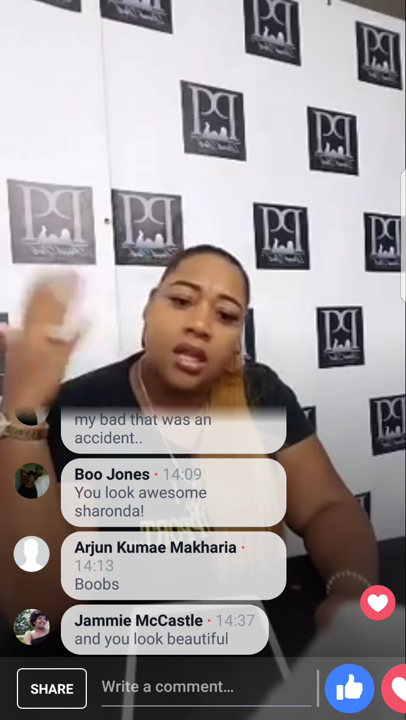 my bad that was an
accident..
Boo Jones · 14:09
You look awesome
sharonda!
Arjun Kumae Makharia ·
14:13
Boobs
Jammie McCastle · 14:37
and you look beautiful
SHARE
Write a comment...